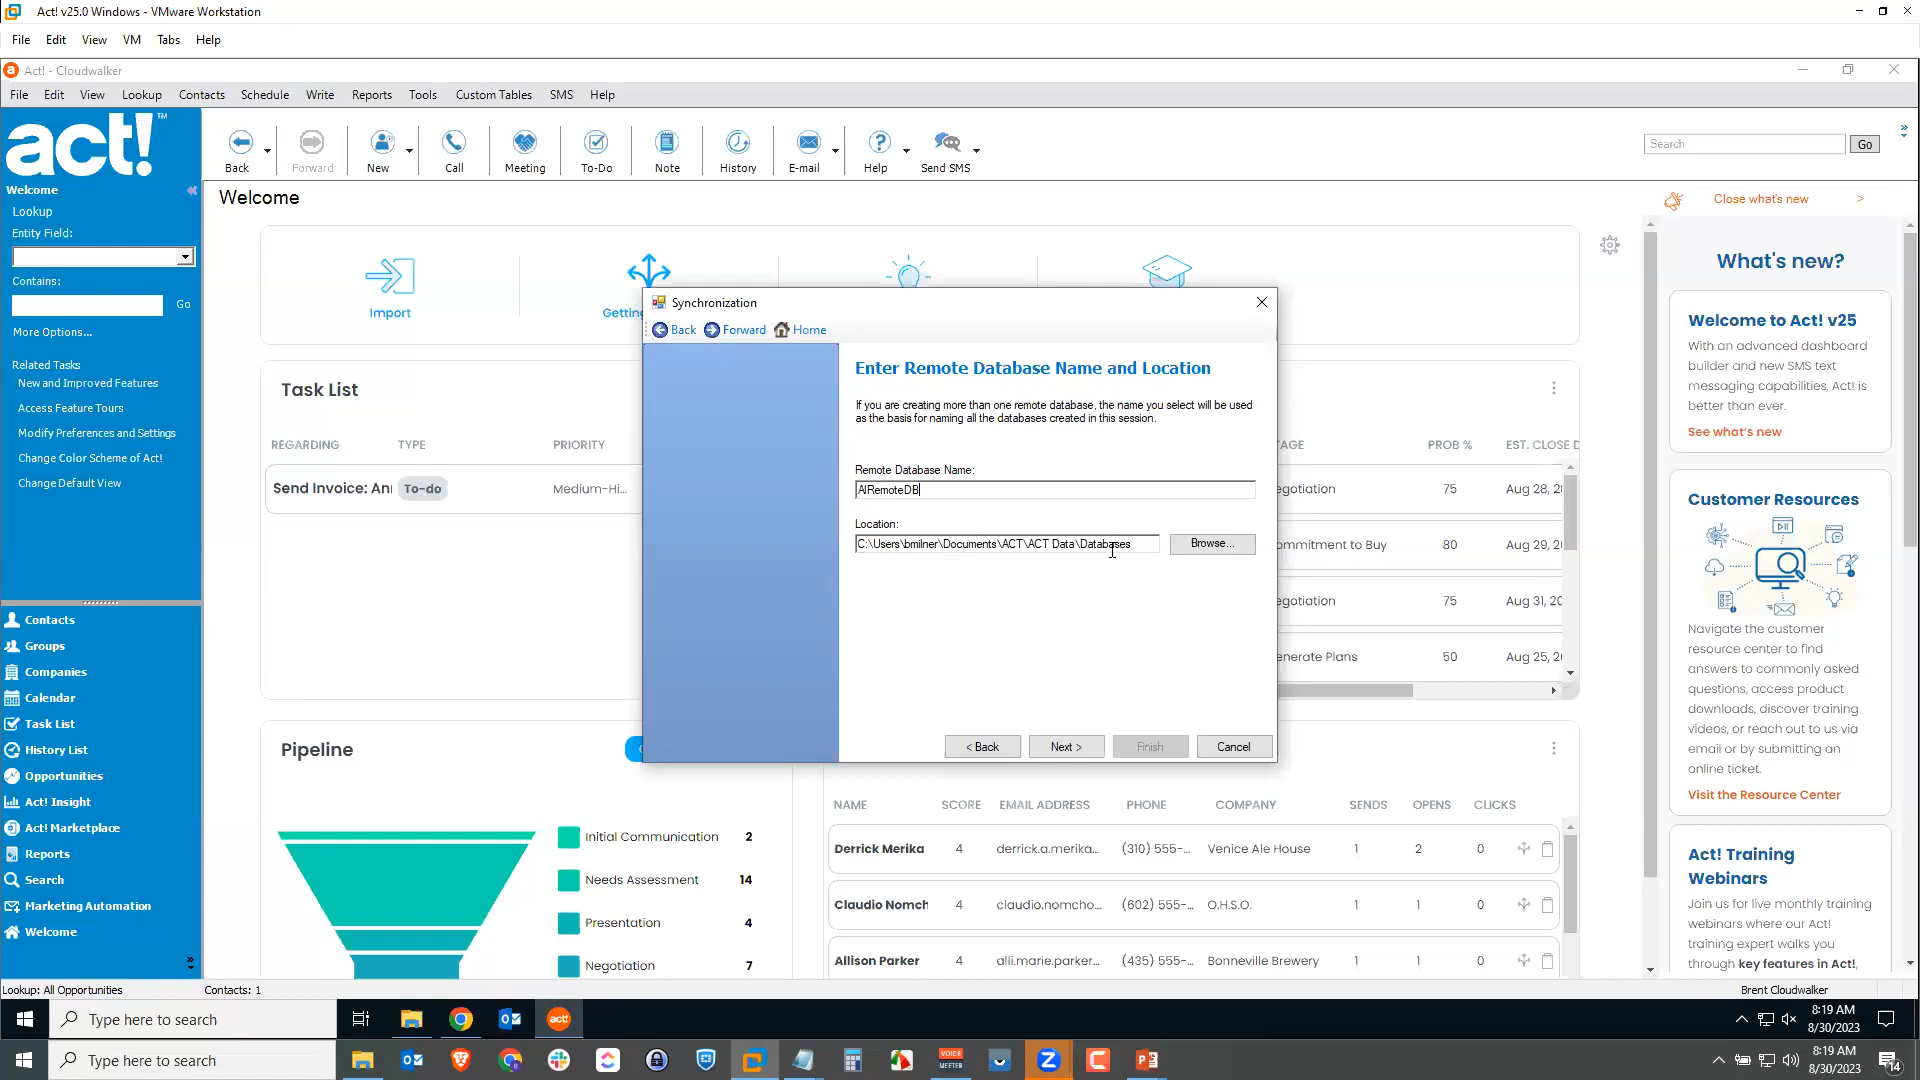 Act! v25.0 Windows - VMware Workstation
File Edit View VM Tabs Help
Act! - Cloudwalker
File Edit View Lookup Contacts Schedule Write Reports Tools Custom Tables SMS Help
act!™
Back Forward New Call Meeting To-Do Note History E-mail Help Send SMS
Search Go
Welcome
Lookup
Entity Field:
Contains:
Go
More Options...
Related Tasks
New and Improved Features
Access Feature Tours
Modify Preferences and Settings
Change Color Scheme of Act!
Change Default View
Contacts
Groups
Companies
Calendar
Task List
History List
Opportunities
Act! Insight
Act! Marketplace
Reports
Search
Marketing Automation
Welcome
Welcome
Import
Task List
REGARDING TYPE PRIORITY
Send Invoice: To-do Medium-Hi...
Synchronization
Back Forward Home
Enter Remote Database Name and Location
If you are creating more than one remote database, the name you select will be used
as the basis for naming all the databases created in this session.
Remote Database Name:
AIRemoteDB
Location:
C:\Users\bmilner\Documents\ACT\ACT Data\Databases
Browse...
< Back Next > Finish Cancel
PROB % EST. CLOSE D
75 Aug 28, 2
to Buy 80 Aug 29, 2
75 Aug 31, 20
Plans 50 Aug 25, 2
Pipeline
Initial Communication 2
Needs Assessment 14
Presentation 4
Negotiation 7
NAME SCORE EMAIL ADDRESS PHONE COMPANY SENDS OPENS CLICKS
Derrick Merika 4 derrick.a.merika... (310) 555-... Venice Ale House 1 2 0
Claudio Nomch 4 claudio.nomcho... (602) 555-... O.H.S.O. 1 1 0
Allison Parker 4 alli.marie.parker... (435) 555-... Bonneville Brewery 1 1 0
Close what's new >
What's new?
Welcome to Act! v25
With an advanced dashboard
builder and new SMS text
messaging capabilities, Act! is
better than ever.
See what's new
Customer Resources
Navigate the customer
resource center to find
answers to commonly asked
questions, access product
downloads, discover training
videos, or reach out to us via
email or by submitting an
online ticket.
Visit the Resource Center
Act! Training
Webinars
Join us for live monthly training
webinars where our Act!
training expert walks you
through key features in Act!,
Lookup: All Opportunities Contacts: 1 Brent Cloudwalker
Type here to search
act!
8:19 AM
8/30/2023
Type here to search
VOICE
MEETER
8:19 AM
8/30/2023
14